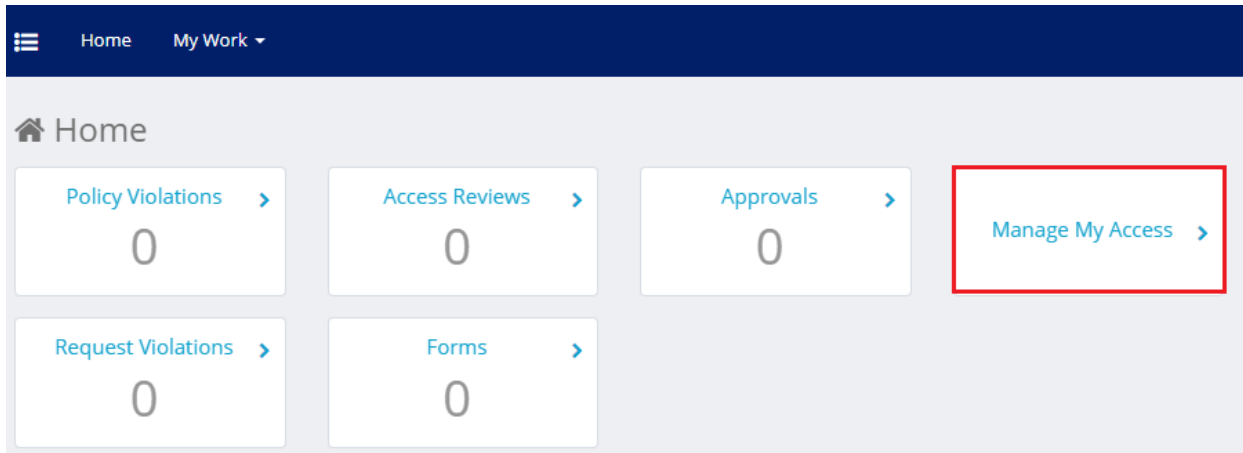 Home My Work
Home
Policy Violations
0
Access Reviews
0
Approvals
0
Manage My Access
Request Violations
0
Forms
0